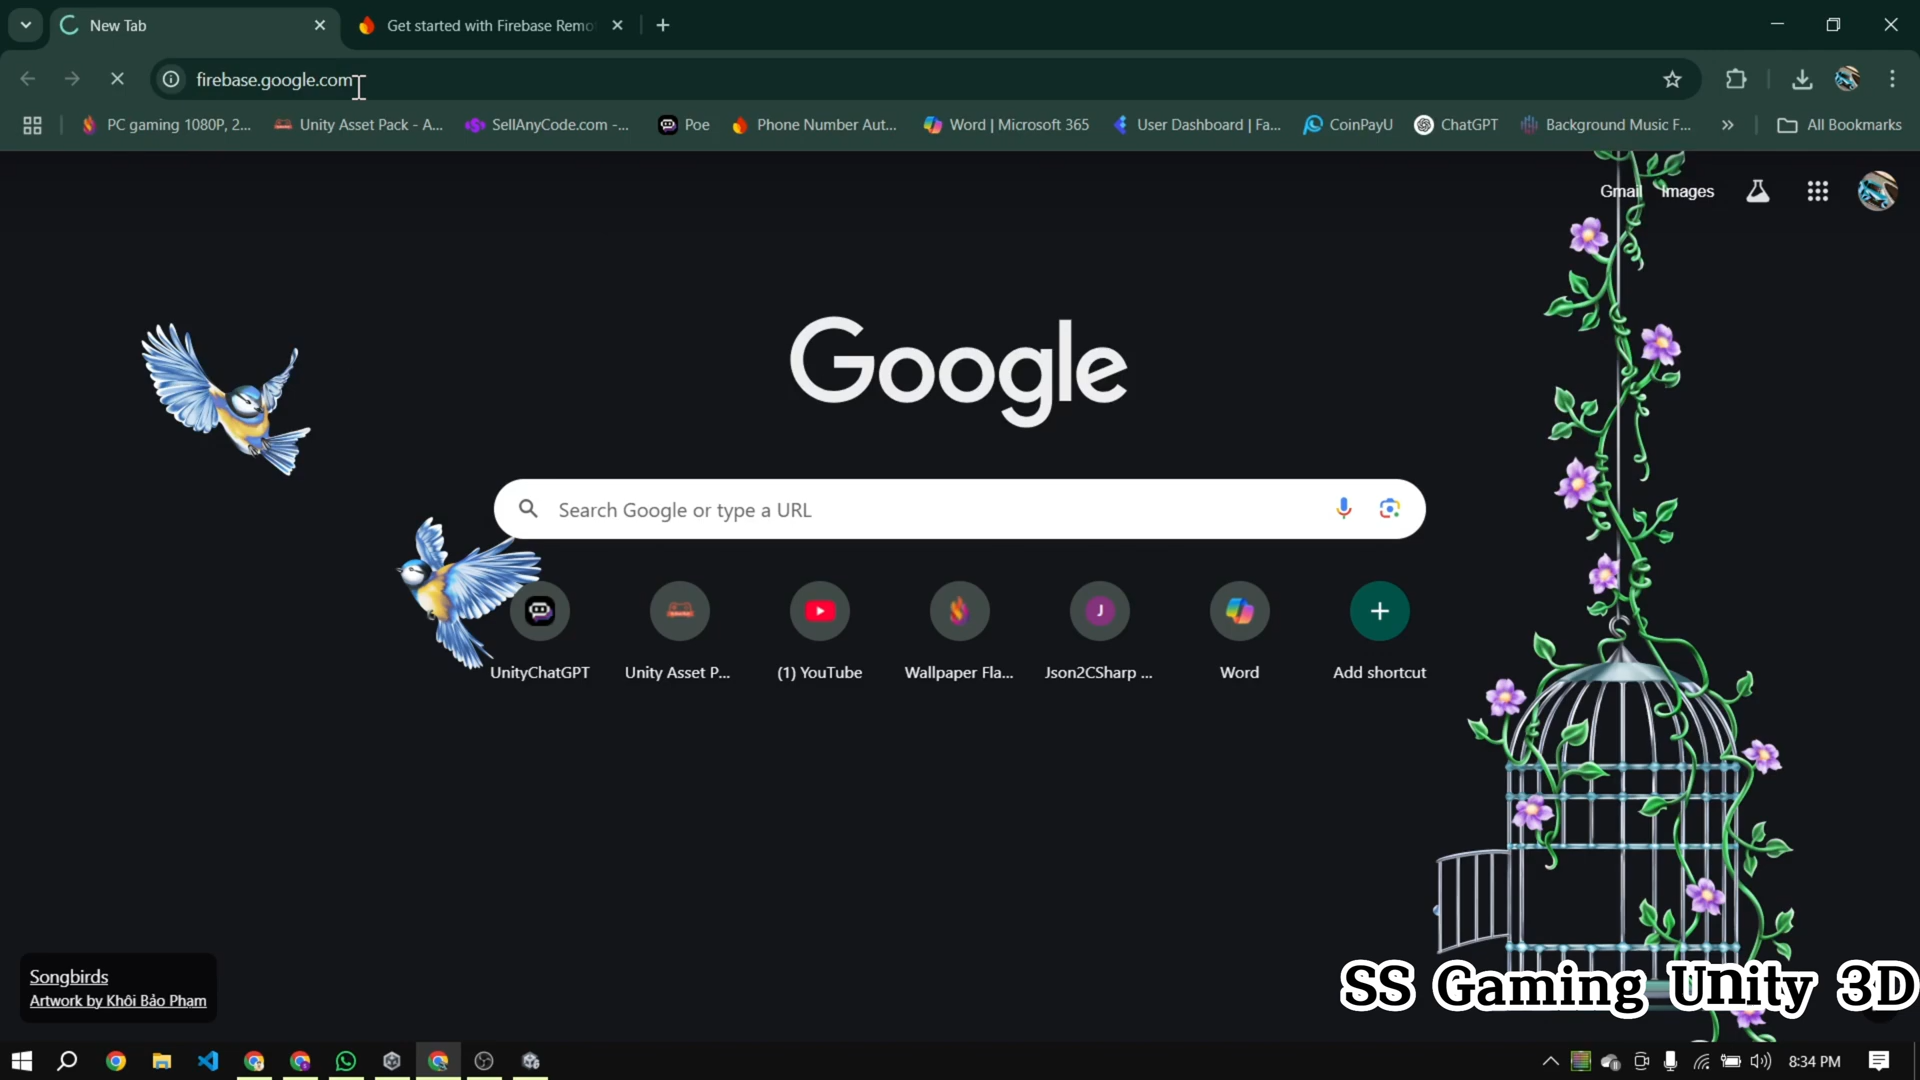 New Tab
Get started with Firebase Remo
firebase.google.com
PC gaming 1080P, 2...
Unity Asset Pack - A...
SellAnyCode.com -...
Poe
Phone Number Aut...
Word | Microsoft 365
User Dashboard | Fa...
CoinPayU
ChatGPT
Background Music F...
All Bookmarks
Gmail
Images
Google
Search Google or type a URL
UnityChatGPT
Unity Asset P...
(1) YouTube
Wallpaper Fla...
J
Json2CSharp ...
Word
Add shortcut
Songbirds
Artwork by Khôi Bảo Phạm
SS Gaming Unity 3D
8:34 PM